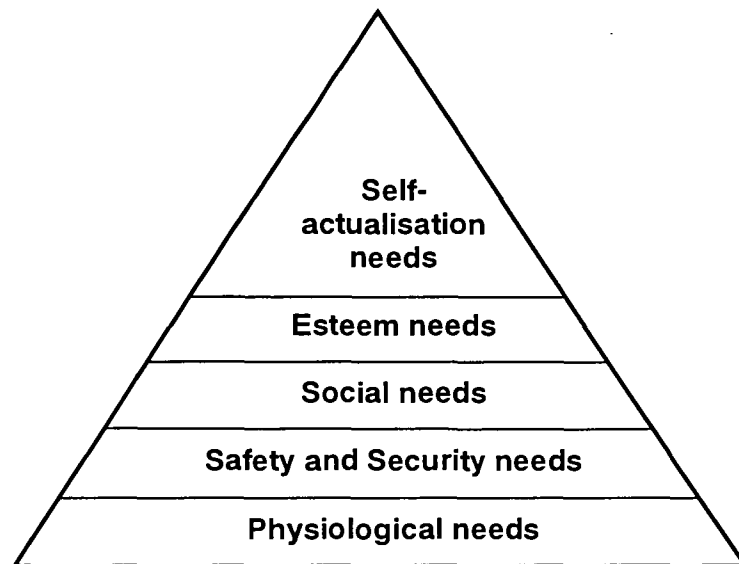 Self-
actualisation
needs
Esteem needs
Social needs
Safety and Security needs
Physiological needs